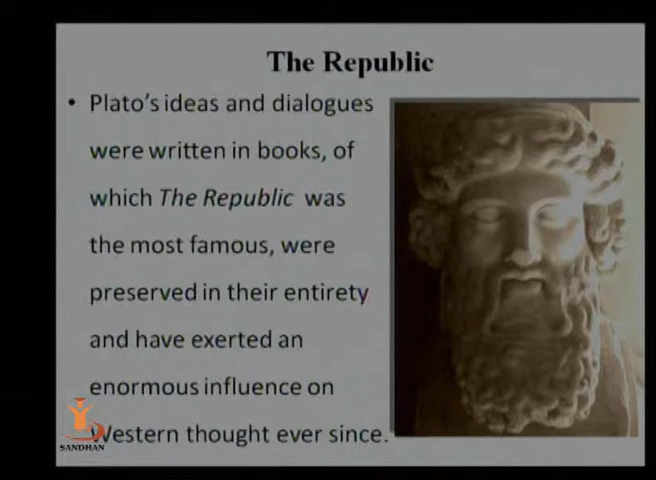 The Republic
• Plato's ideas and dialogues
were written in books, of
which The Republic was
the most famous, were
preserved in their entirety
and have exerted an
enormous influence on
Western thought ever since.
SANDHAN